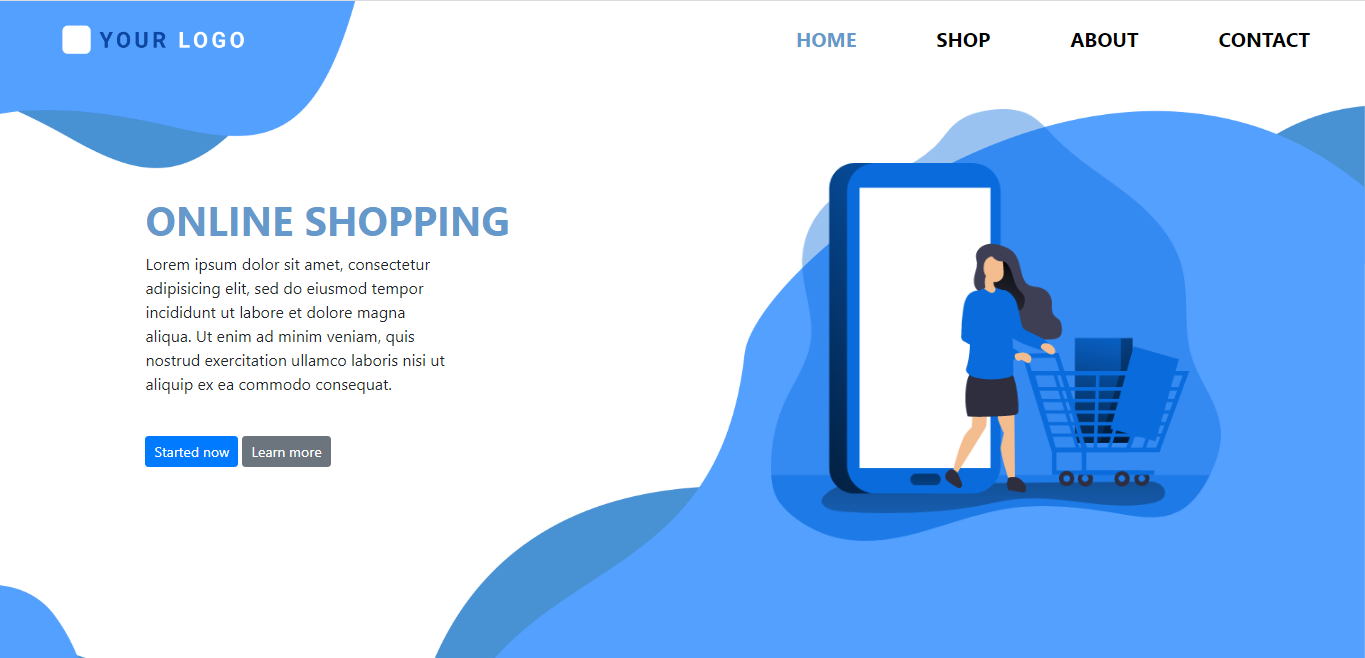 YOUR LOGO
HOME SHOP ABOUT CONTACT
ONLINE SHOPPING
Lorem ipsum dolor sit amet, consectetur
adipisicing elit, sed do eiusmod tempor
incididunt ut labore et dolore magna
aliqua. Ut enim ad minim veniam, quis
nostrud exercitation ullamco laboris nisi ut
aliquip ex ea commodo consequat.
Started now Learn more